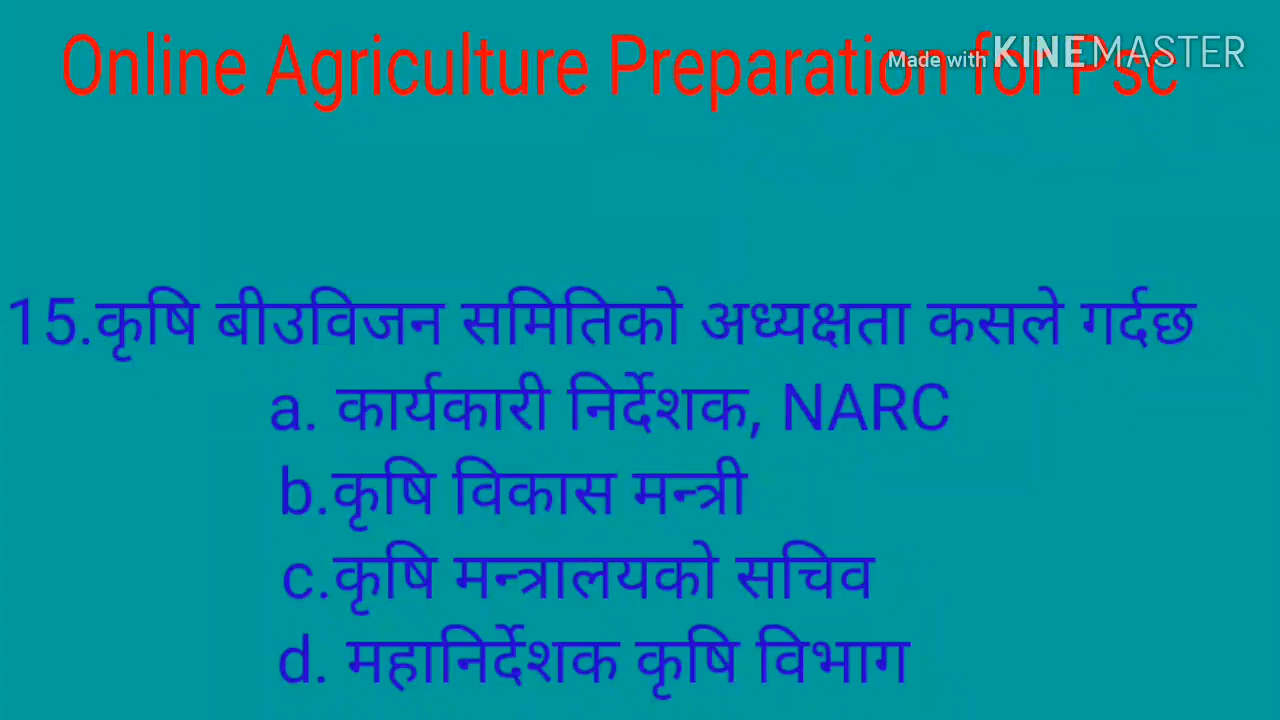 Online Agriculture Preparation for Psc
Made with KINEMASTER
15.कृषि बीउविजन समितिको अध्यक्षता कसले गर्दछ
a. कार्यकारी निर्देशक, NARC
b.कृषि विकास मन्त्री
c.कृषि मन्त्रालयको सचिव
d. महानिर्देशक कृषि विभाग